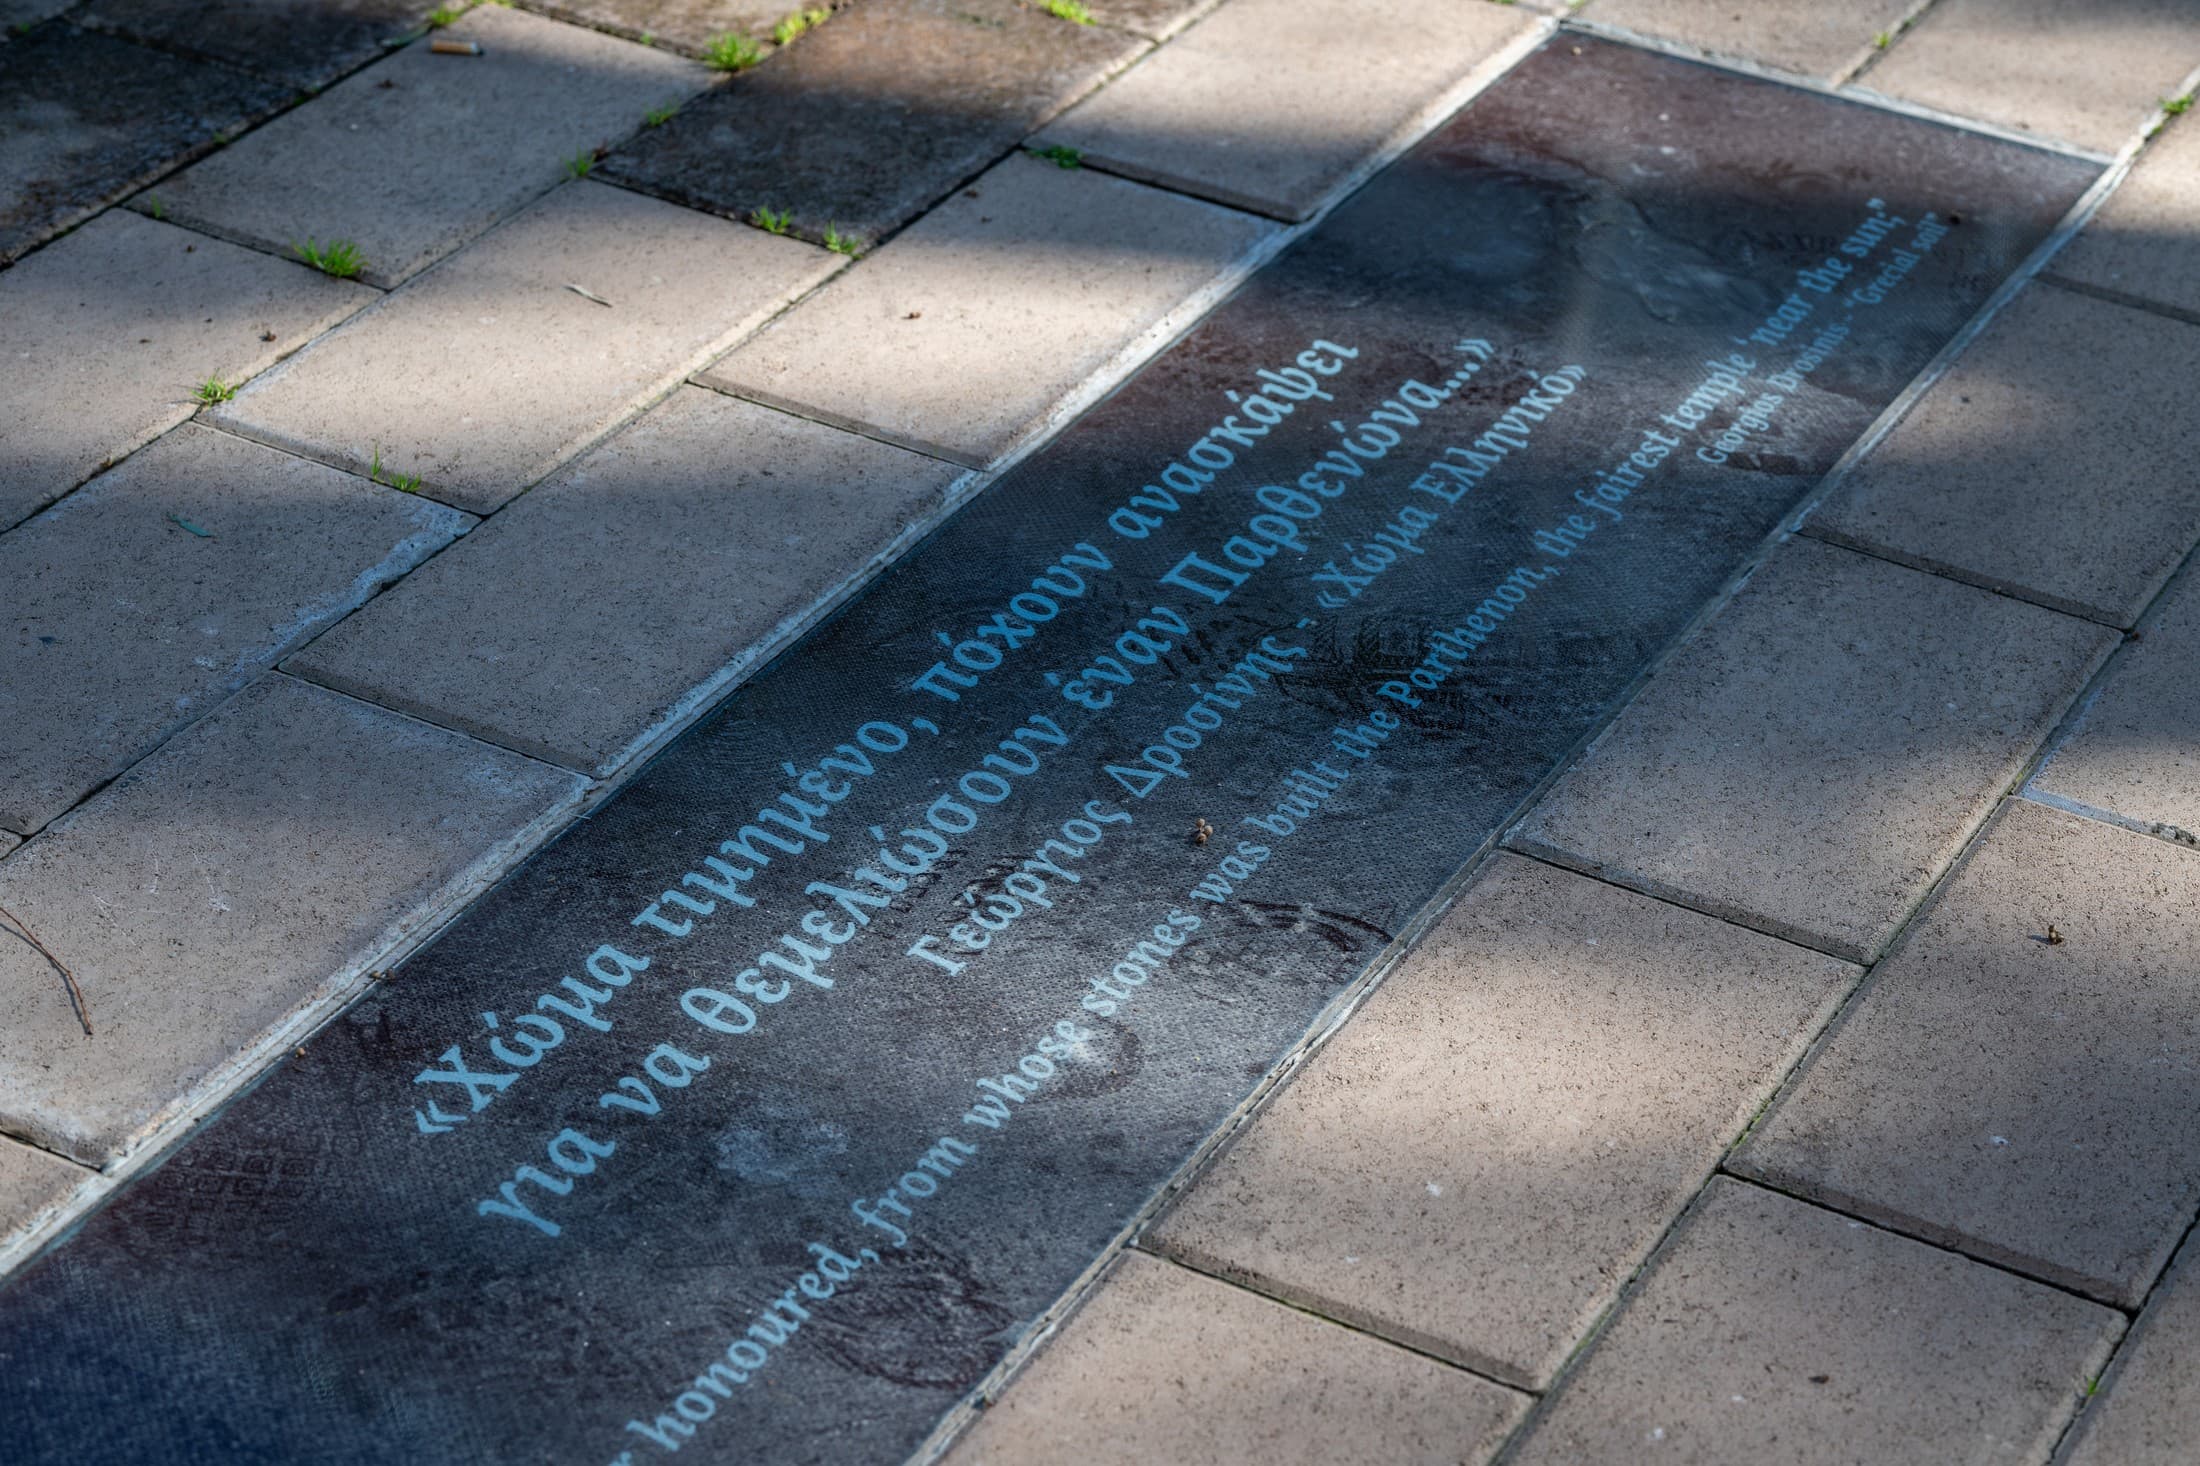 «Χώμα τιμημένο, πόχουν ανασκάψει
για να θεμελιώσουν έναν Παρθενώνα....»
Γεώργιος Δροσίνης - «Χώμα Ελληνικό»
honoured, from whose stones was built the Parthenon, the fairest temple 'near the sun;"
Georgios Drosinis- "Grecial soil"